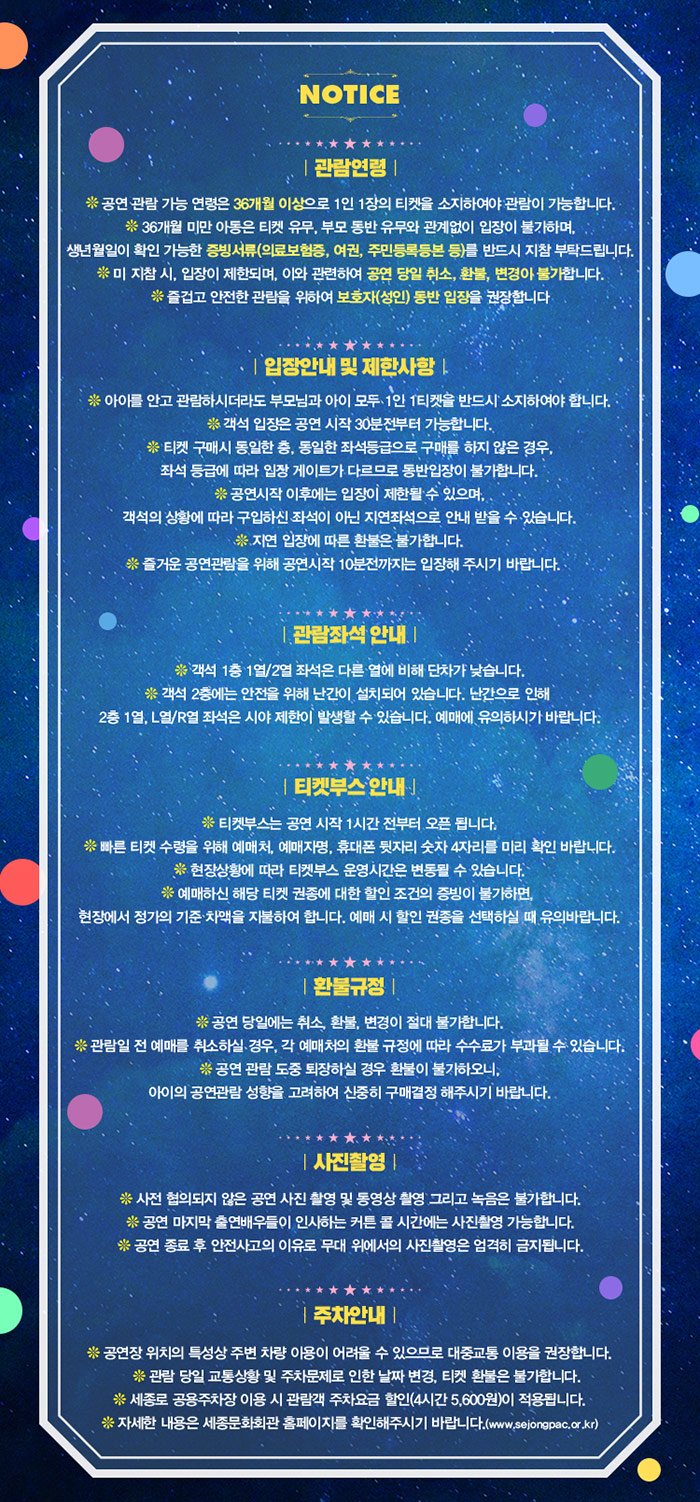 NOTICE
| 관람연령 |
❊ 공연 관람 가능 연령은 36개월 이상으로 1인 1장의 티켓을 소지하여야 관람이 가능합니다.
❊ 36개월 미만 아동은 티켓 유무, 부모 동반 유무와 관계없이 입장이 불가하며,
생년월일이 확인 가능한 증빙서류(의료보험증, 여권, 주민등록등본 등)를 반드시 지참 부탁드립니다.
❊ 미 지참 시, 입장이 제한되며, 이와 관련하여 공연 당일 취소, 환불, 변경이 불가합니다.
❊ 즐겁고 안전한 관람을 위하여 보호자(성인) 동반 입장을 권장합니다
| 입장안내 및 제한사항 |
❊ 아이를 안고 관람하시더라도 부모님과 아이 모두 1인 1티켓을 반드시 소지하여야 합니다.
❊ 객석 입장은 공연 시작 30분전부터 가능합니다.
❊ 티켓 구매시 동일한 층, 동일한 좌석등급으로 구매를 하지 않은 경우,
좌석 등급에 따라 입장 게이트가 다르므로 동반입장이 불가합니다.
❊ 공연시작 이후에는 입장이 제한될 수 있으며,
객석의 상황에 따라 구입하신 좌석이 아닌 지연좌석으로 안내 받을 수 있습니다.
❊ 지연 입장에 따른 환불은 불가합니다.
❊ 즐거운 공연관람을 위해 공연시작 10분전까지는 입장해 주시기 바랍니다.
| 관람좌석 안내 |
❊ 객석 1층 1열/2열 좌석은 다른 열에 비해 단차가 낮습니다.
❊ 객석 2층에는 안전을 위해 난간이 설치되어 있습니다. 난간으로 인해
2층 1열, L열/R열 좌석은 시야 제한이 발생할 수 있습니다. 예매에 유의하시기 바랍니다.
| 티켓부스 안내 |
❊ 티켓부스는 공연 시작 1시간 전부터 오픈 됩니다.
❊ 빠른 티켓 수령을 위해 예매처, 예매자명, 휴대폰 뒷자리 숫자 4자리를 미리 확인 바랍니다.
❊ 현장상황에 따라 티켓부스 운영시간은 변동될 수 있습니다.
❊ 예매하신 해당 티켓 권종에 대한 할인 조건의 증빙이 불가하면,
현장에서 정가의 기준 차액을 지불하여 합니다. 예매 시 할인 권종을 선택하실 때 유의바랍니다.
| 환불규정 |
❊ 공연 당일에는 취소, 환불, 변경이 절대 불가합니다.
❊ 관람일 전 예매를 취소하실 경우, 각 예매처의 환불 규정에 따라 수수료가 부과될 수 있습니다.
❊ 공연 관람 도중 퇴장하실 경우 환불이 불가하오니,
아이의 공연관람 성향을 고려하여 신중히 구매결정 해주시기 바랍니다.
| 사진촬영 |
❊ 사전 협의되지 않은 공연 사진 촬영 및 동영상 촬영 그리고 녹음은 불가합니다.
❊ 공연 마지막 출연배우들이 인사하는 커튼 콜 시간에는 사진촬영 가능합니다.
❊ 공연 종료 후 안전사고의 이유로 무대 위에서의 사진촬영은 엄격히 금지됩니다.
| 주차안내 |
❊ 공연장 위치의 특성상 주변 차량 이용이 어려울 수 있으므로 대중교통 이용을 권장합니다.
❊ 관람 당일 교통상황 및 주차문제로 인한 날짜 변경, 티켓 환불은 불가합니다.
❊ 세종로 공용주차장 이용 시 관람객 주차요금 할인(4시간 5,600원)이 적용됩니다.
❊ 자세한 내용은 세종문화회관 홈페이지를 확인해주시기 바랍니다.(www.sejongpac.or.kr)